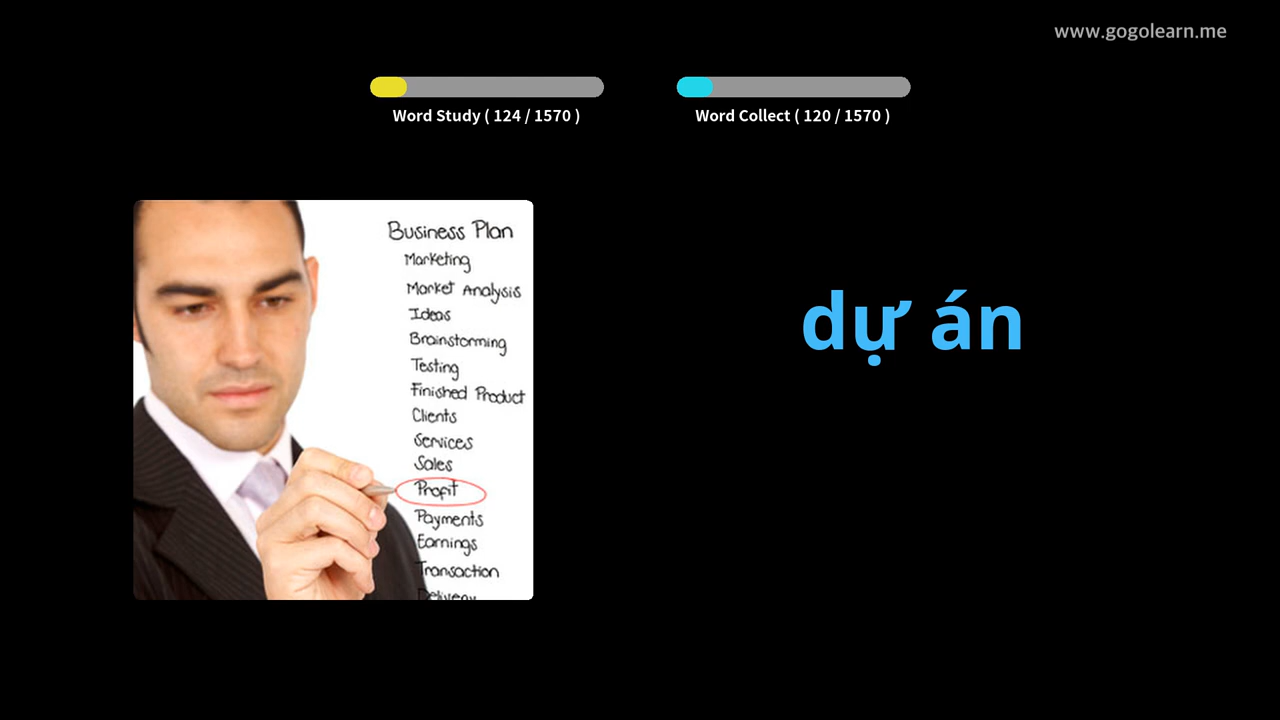 www.gogolearn.me
Word Study ( 124 / 1570 )
Word Collect ( 120 / 1570 )
Business Plan
Marketing
Market Analysis
Ideas
Brainstorming
Testing
Finished Product
Clients
Services
Sales
Profit
Payments
Earnings
Transaction
Delivery
dự án